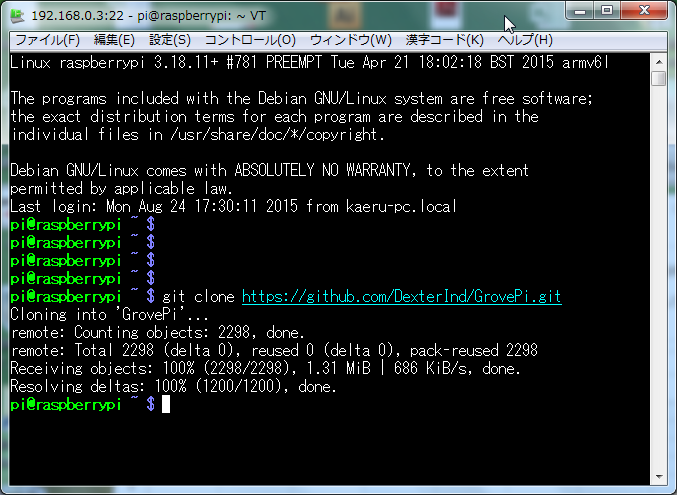 192.168.0.3:22 - pi@raspberrypi: ~ VT
ファイル(F) 編集(E) 設定(S) コントロール(O) ウィンドウ(W) 漢字コード(K) ヘルプ(H)
Linux raspberrypi 3.18.11+ #781 PREEMPT Tue Apr 21 18:02:18 BST 2015 armv6l
The programs included with the Debian GNU/Linux system are free software;
the exact distribution terms for each program are described in the
individual files in /usr/share/doc/*/copyright.
Debian GNU/Linux comes with ABSOLUTELY NO WARRANTY, to the extent
permitted by applicable law.
Last login: Mon Aug 24 17:30:11 2015 from kaeru-pc.local
pi@raspberrypi ~ $
pi@raspberrypi ~ $
pi@raspberrypi ~ $
pi@raspberrypi ~ $
pi@raspberrypi ~ $ git clone https://github.com/DexterInd/GrovePi.git
Cloning into 'GrovePi'...
remote: Counting objects: 2298, done.
remote: Total 2298 (delta 0), reused 0 (delta 0), pack-reused 2298
Receiving objects: 100% (2298/2298), 1.31 MiB | 686 KiB/s, done.
Resolving deltas: 100% (1200/1200), done.
pi@raspberrypi ~ $